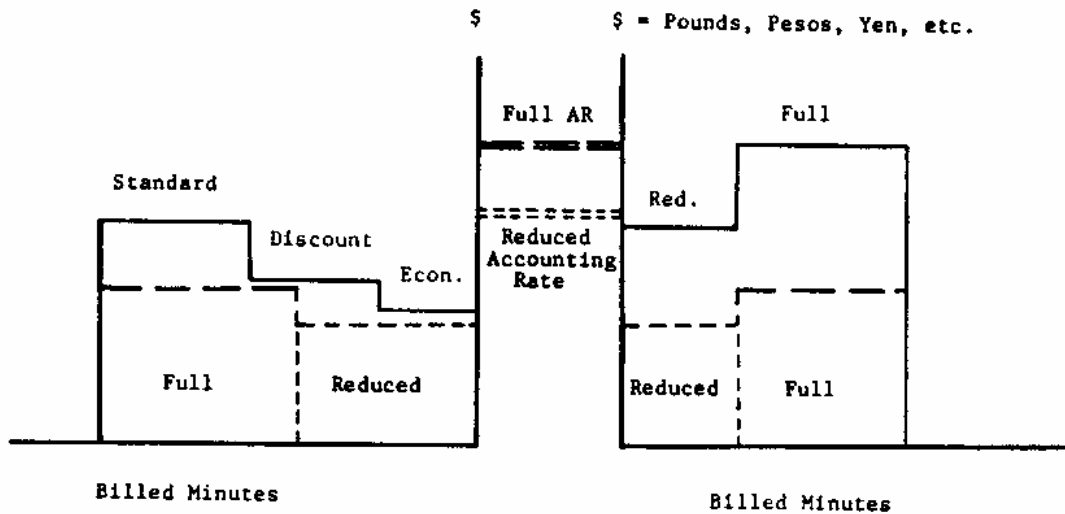 $
$ = Pounds, Pesos, Yen, etc.
Full AR
Full
Standard
Red.
Discount
Reduced
Accounting
Rate
Econ.
Full
Reduced
Reduced
Full
Billed Minutes
Billed Minutes